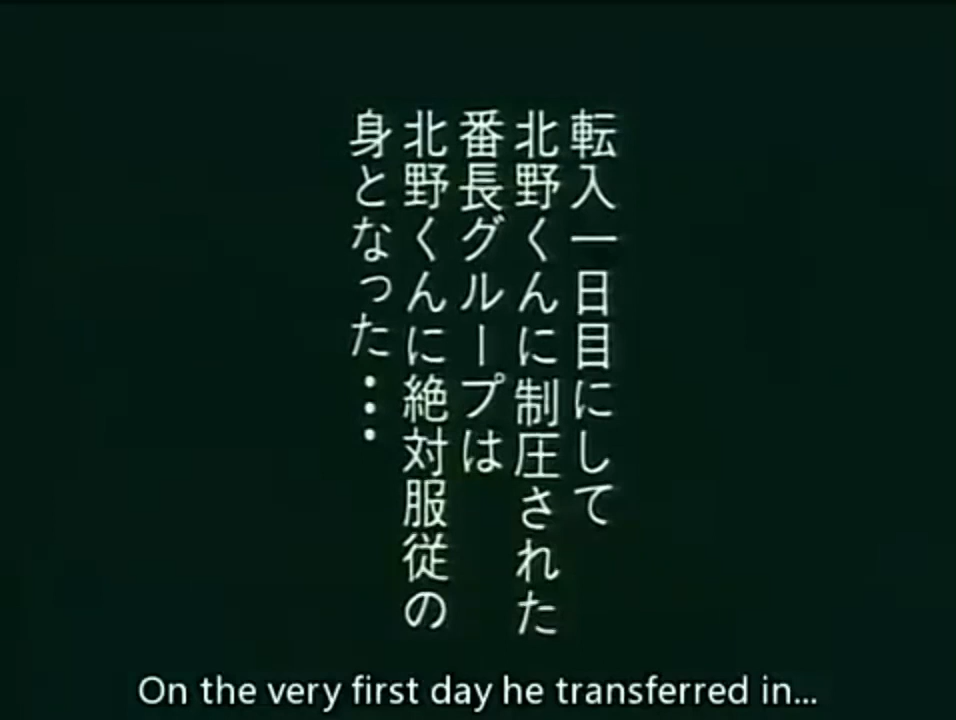 転入一日目にして
北野くんに制圧された
番長グループは
北野くんに絶対服従の
身となった…
On the very first day he transferred in...